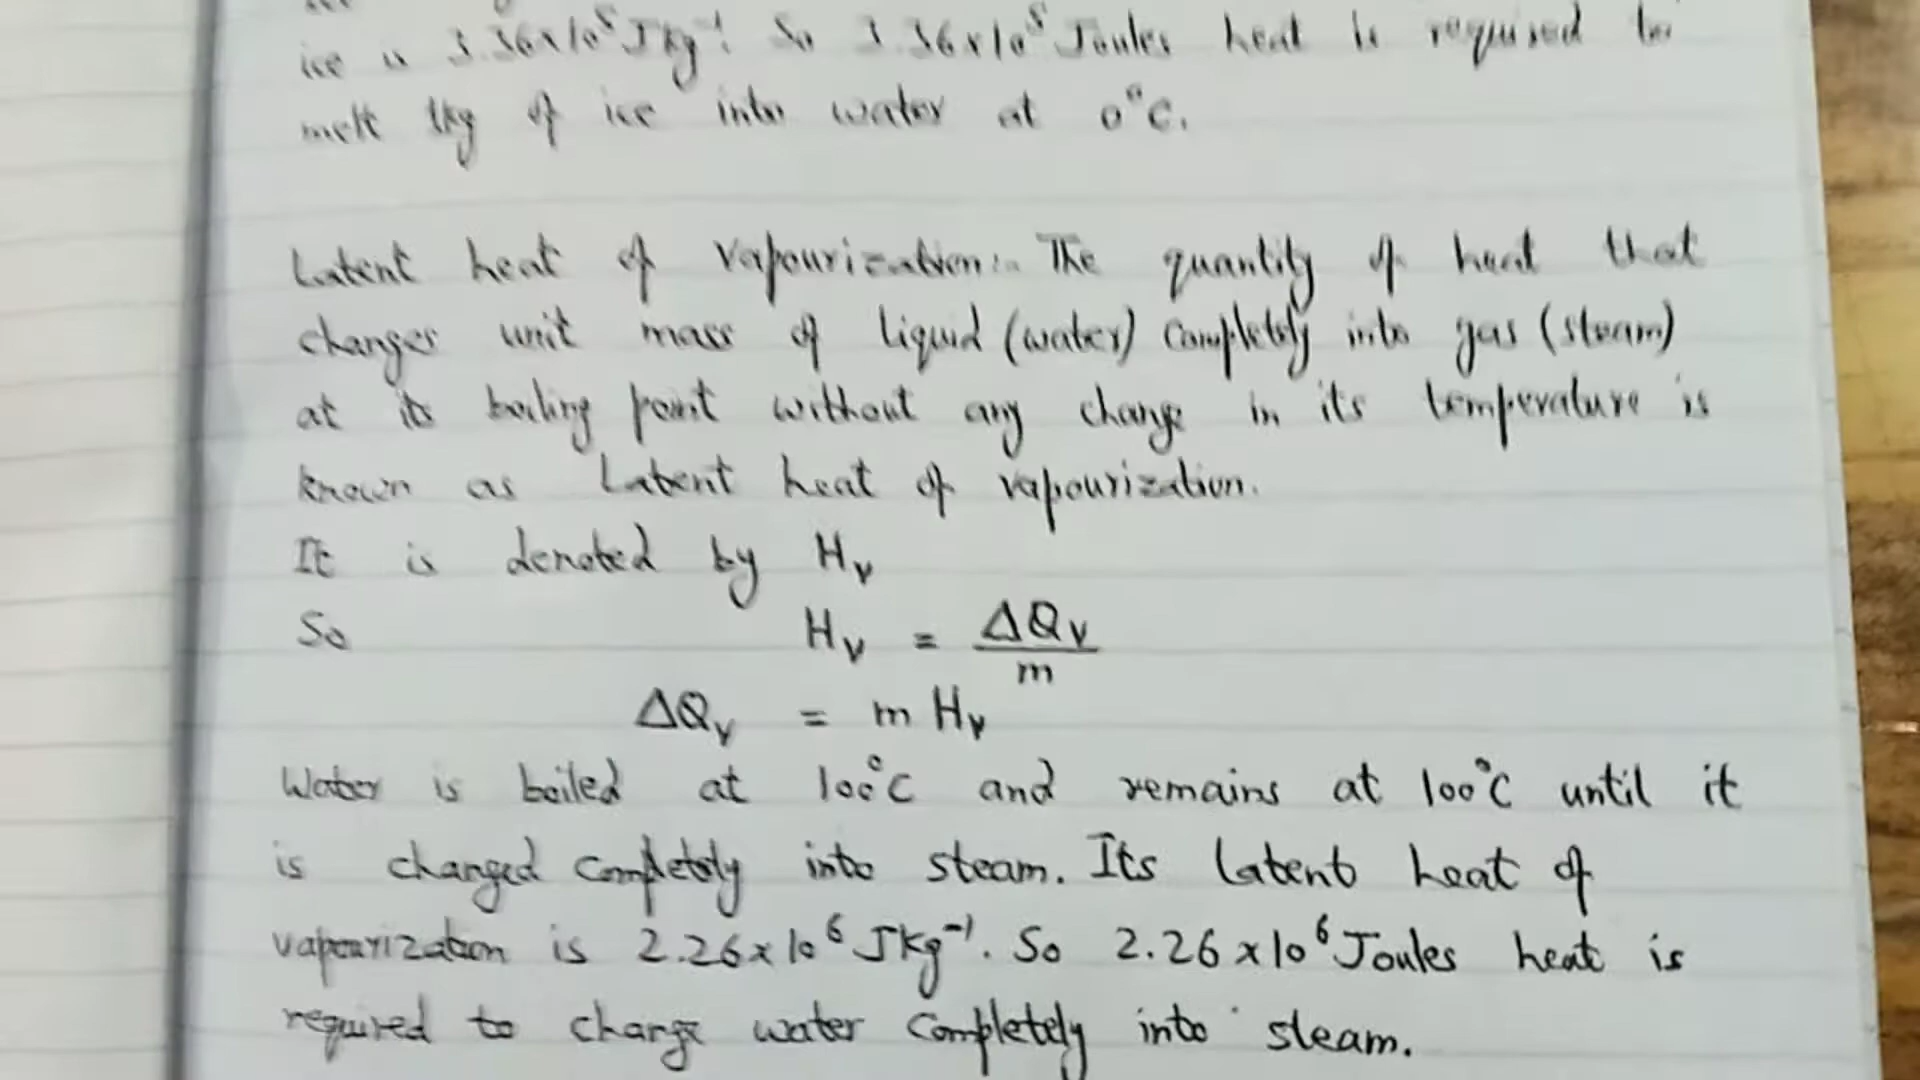 ice is 3.36x10⁵ Jkg⁻¹. So 3.36x10⁵ Joules heat is required to
melt 1kg of ice into water at 0°C.
Latent heat of vapourization:- The quantity of heat that
changes unit mass of liquid (water) completely into gas (steam)
at its boiling point without any change in its temperature is
known as Latent heat of vapourization.
It is denoted by Hᵥ
So Hᵥ = ΔQᵥ / m
ΔQᵥ = m Hᵥ
Water is boiled at 100°C and remains at 100°C until it
is changed completely into steam. Its latent heat of
vapourization is 2.26x10⁶ Jkg⁻¹. So 2.26x10⁶ Joules heat is
required to change water completely into steam.